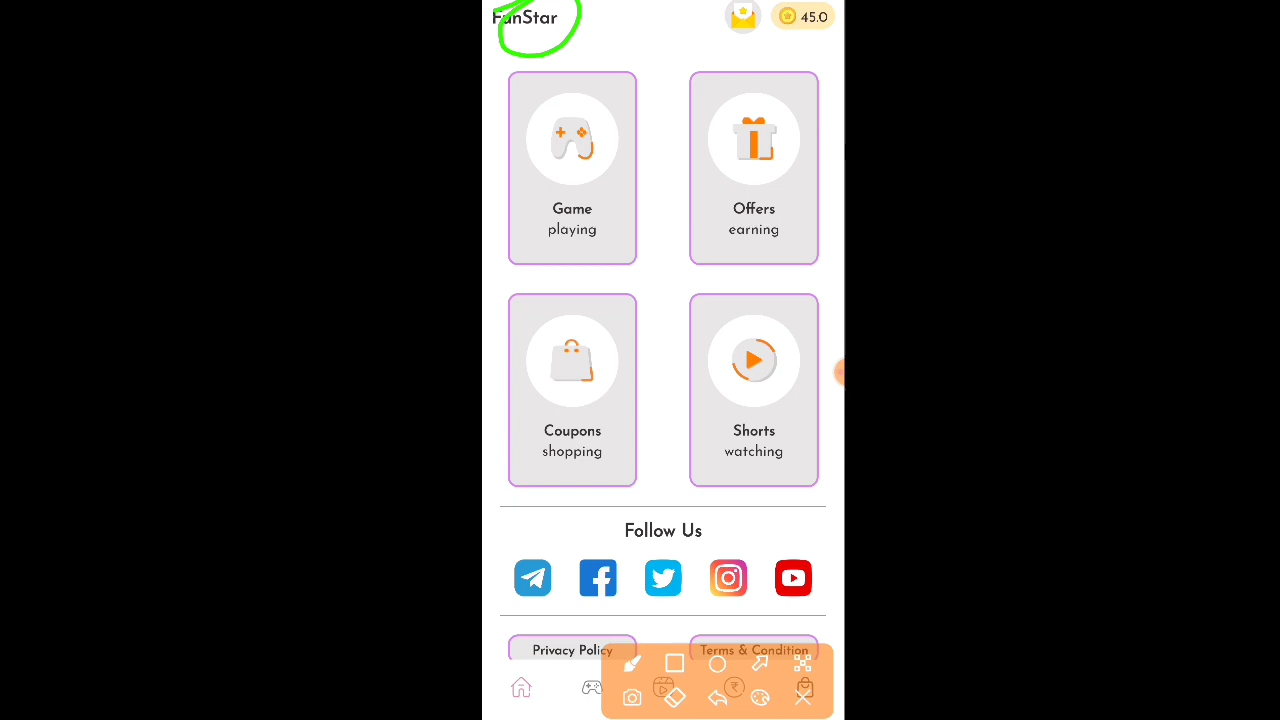 FunStar
45.0
Game
playing
Offers
earning
Coupons
shopping
Shorts
watching
Follow Us
Privacy Policy
Terms & Condition